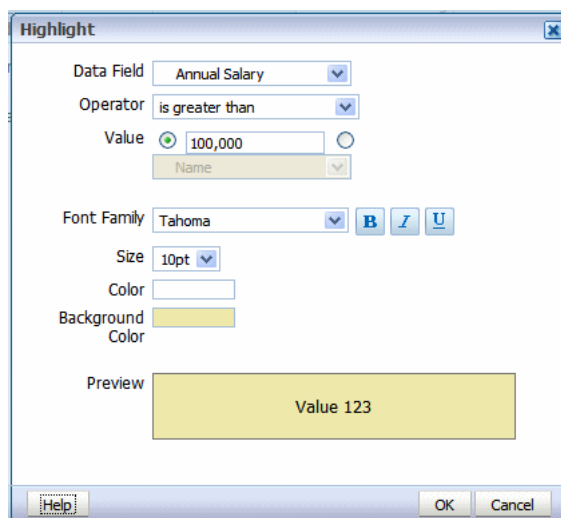 Highlight
Data Field Annual Salary
Operator is greater than
Value 100,000
Name
Font Family Tahoma B I U
Size 10pt
Color
Background
Color
Preview
Value 123
Help OK Cancel